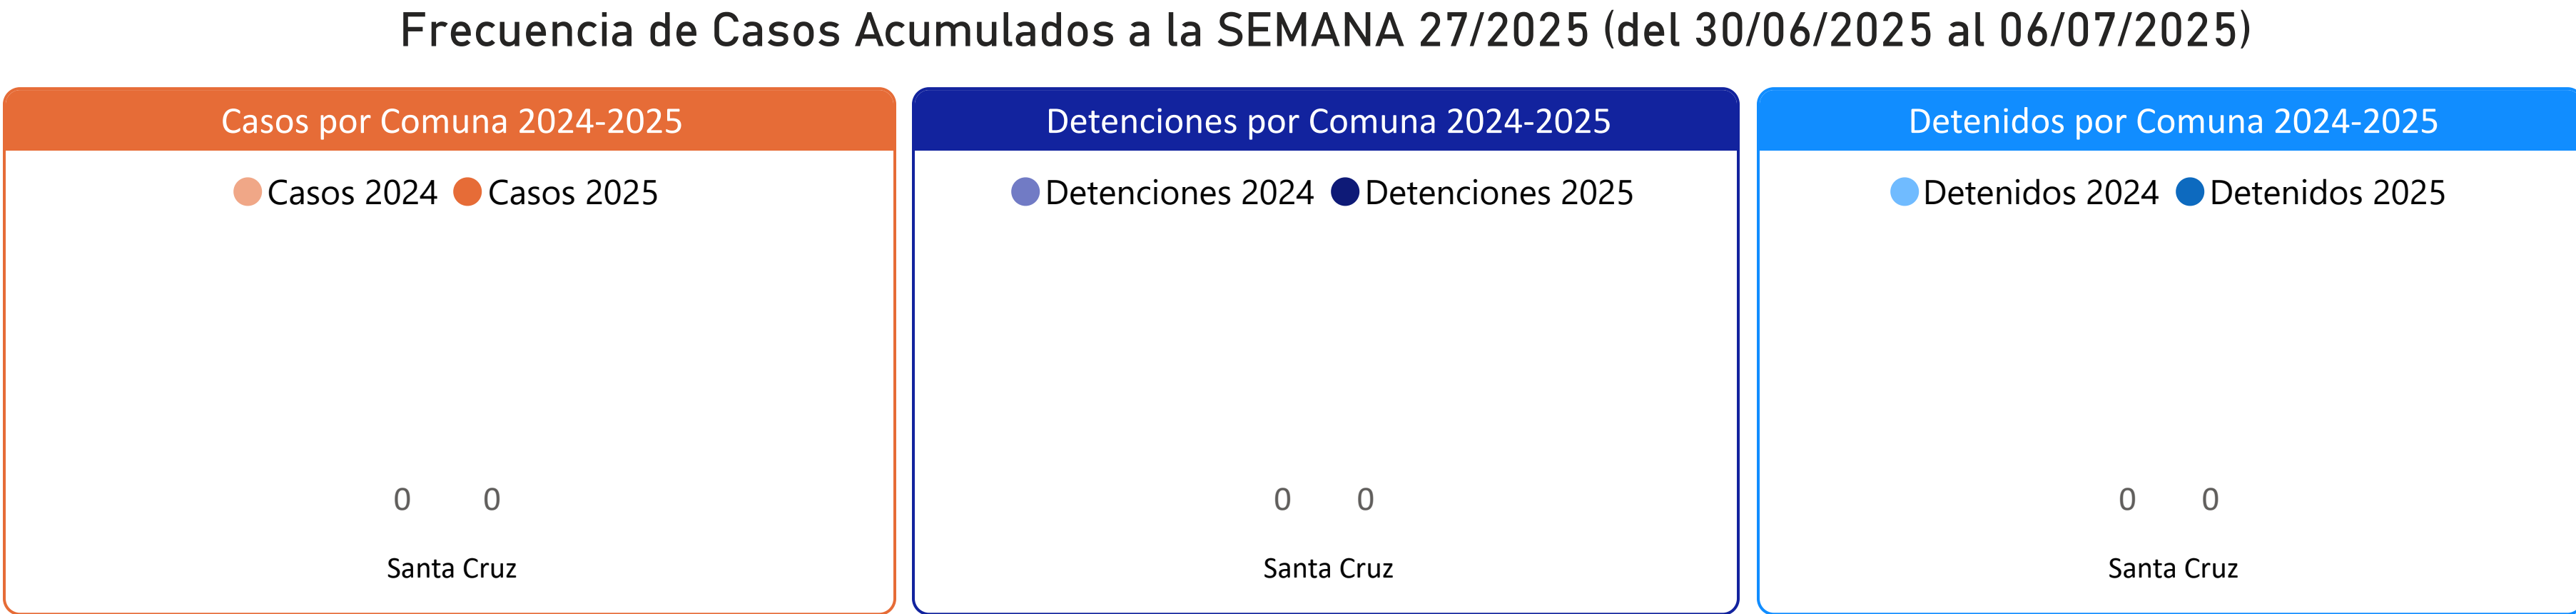 Frecuencia de Casos Acumulados a la SEMANA 27/2025 (del 30/06/2025 al 06/07/2025)
Casos por Comuna 2024-2025
Casos 2024 Casos 2025
0 0
Santa Cruz
Detenciones por Comuna 2024-2025
Detenciones 2024 Detenciones 2025
0 0
Santa Cruz
Detenidos por Comuna 2024-2025
Detenidos 2024 Detenidos 2025
0 0
Santa Cruz